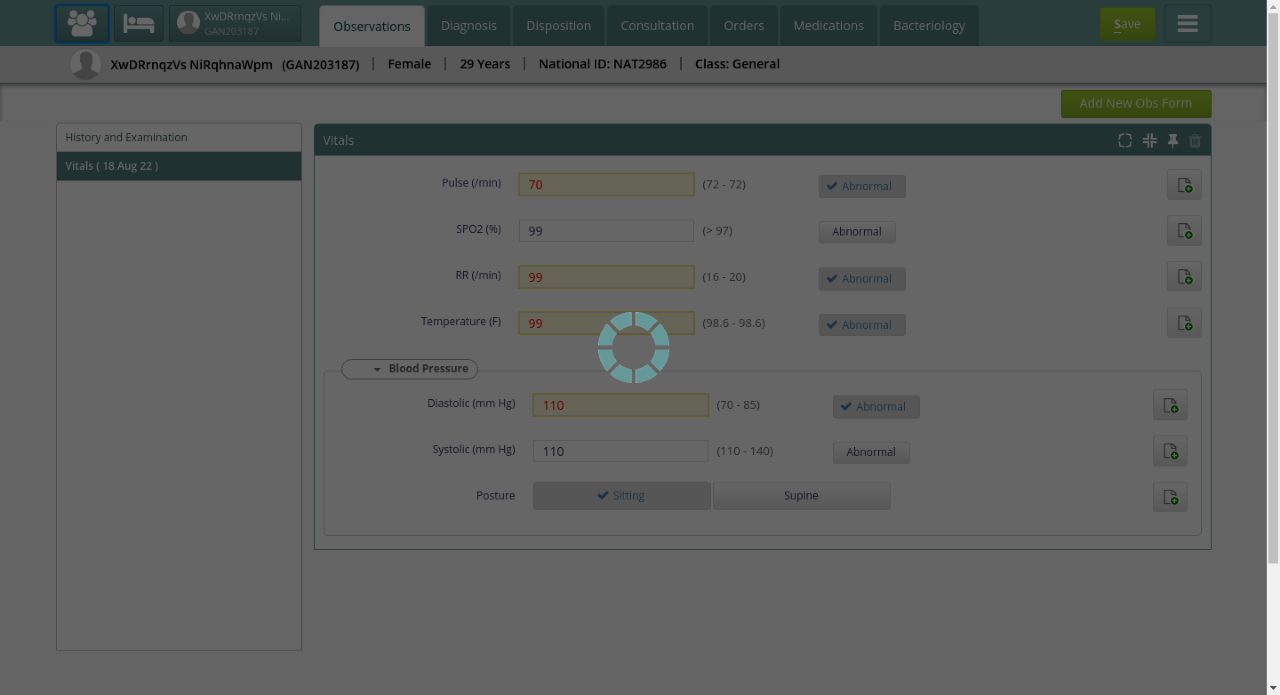 XwDRrnqzVs Ni...
GAN203187
Observations
Diagnosis
Disposition
Consultation
Orders
Medications
Bacteriology
Save
XwDRrnqzVs NiRqhnaWpm (GAN203187) | Female | 29 Years | National ID: NAT2986 | Class: General
Add New Obs Form
History and Examination
Vitals ( 18 Aug 22 )
Vitals
Pulse (/min) 70 (72 - 72) Abnormal
SPO2 (%) 99 (> 97) Abnormal
RR (/min) 99 (16 - 20) Abnormal
Temperature (F) 99 (98.6 - 98.6) Abnormal
Blood Pressure
Diastolic (mm Hg) 110 (70 - 85) Abnormal
Systolic (mm Hg) 110 (110 - 140) Abnormal
Posture Sitting Supine